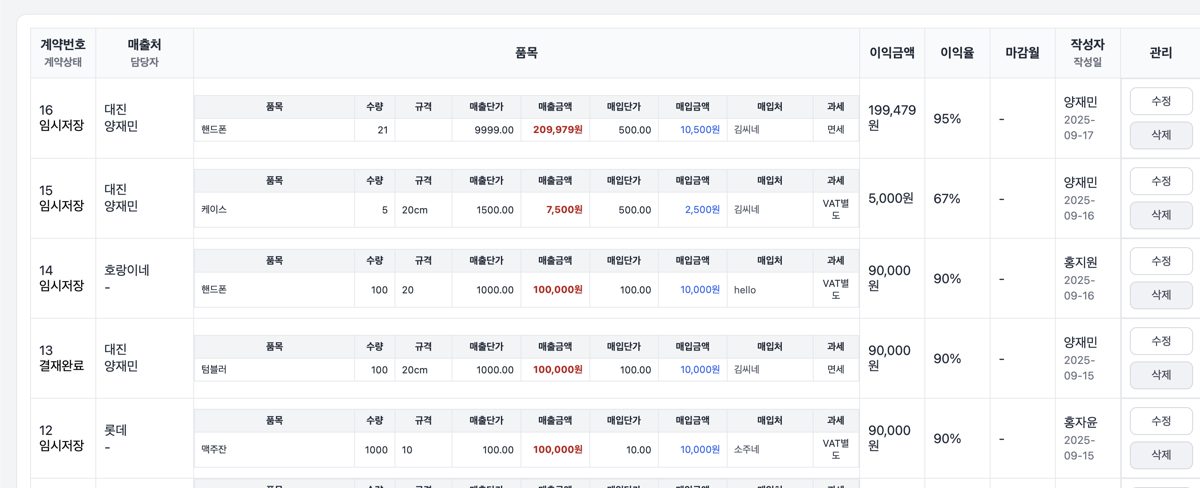 계약번호 매출처 품목 이익금액 이익율 마감월 작성자 관리
계약상태 담당자 작성일
품목 수량 규격 매출단가 매출금액 매입단가 매입금액 매입처 과세
16 대진 핸드폰 21 9999.00 209,979원 500.00 10,500원 김씨네 면세 199,479 95% - 양재민 수정
임시저장 양재민 원 2025- 삭제
09-17
품목 수량 규격 매출단가 매출금액 매입단가 매입금액 매입처 과세
15 대진 케이스 5 20cm 1500.00 7,500원 500.00 2,500원 김씨네 VAT별 5,000원 67% - 양재민 수정
임시저장 양재민 도 2025- 삭제
09-16
품목 수량 규격 매출단가 매출금액 매입단가 매입금액 매입처 과세
14 호랑이네 핸드폰 100 20 1000.00 100,000원 100.00 10,000원 hello VAT별 90,000 90% - 홍지원 수정
임시저장 - 도 원 2025- 삭제
09-16
품목 수량 규격 매출단가 매출금액 매입단가 매입금액 매입처 과세
13 대진 텀블러 100 20cm 1000.00 100,000원 100.00 10,000원 김씨네 면세 90,000 90% - 양재민 수정
결재완료 양재민 원 2025- 삭제
09-15
품목 수량 규격 매출단가 매출금액 매입단가 매입금액 매입처 과세
12 롯데 맥주잔 1000 10 100.00 100,000원 10.00 10,000원 소주네 VAT별 90,000 90% - 홍자윤 수정
임시저장 - 도 원 2025- 삭제
09-15